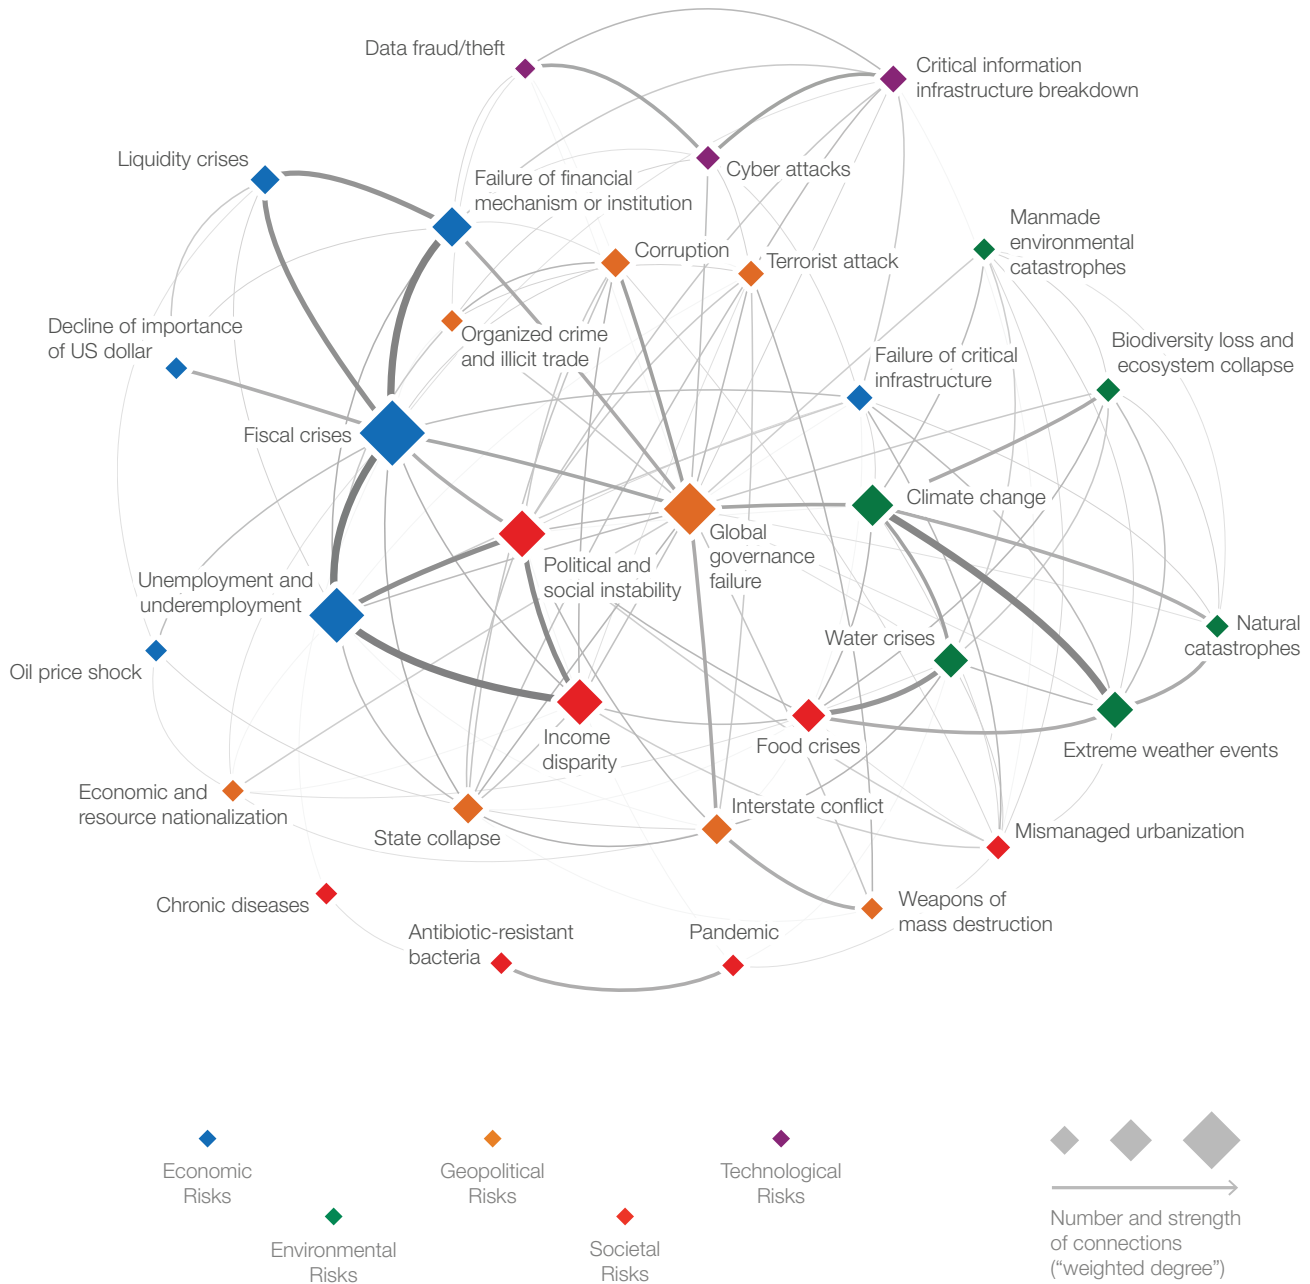 Data fraud/theft
Critical information
infrastructure breakdown
Liquidity crises
Cyber attacks
Failure of financial
mechanism or institution
Manmade
environmental
catastrophes
Corruption
Terrorist attack
Decline of importance
of US dollar
Organized crime
and illicit trade
Failure of critical
infrastructure
Biodiversity loss and
ecosystem collapse
Fiscal crises
Climate change
Global
governance
failure
Political and
social instability
Unemployment and
underemployment
Water crises
Natural
catastrophes
Oil price shock
Income
disparity
Food crises
Extreme weather events
Economic and
resource nationalization
State collapse
Interstate conflict
Mismanaged urbanization
Chronic diseases
Weapons of
mass destruction
Antibiotic-resistant
bacteria
Pandemic
Economic
Risks
Geopolitical
Risks
Technological
Risks
Environmental
Risks
Societal
Risks
Number and strength
of connections
(“weighted degree”)